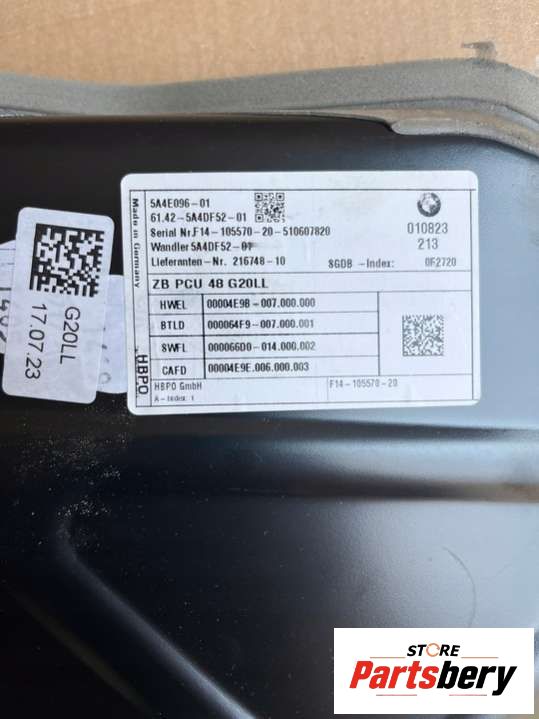 5A4E096-01
61.42-5A4DF52-01
Serial Nr.F14-105570-20-510607820
Wandler5A4DF52-01
Lieferanten-Nr. 216748-10
SGDB -Index: 0F2720
BMW
010823
213
ZB PCU 48 G20LL
HWEL 00004E9B-007.000.000
BTLD 000064F9-007.000.001
SWFL 000066D0-014.000.002
CAFD 00004E9E.006.000.003
HBPO GmbH
A-Index: 1
F14-105570-20
Made in Germany
HBPO
G20LL
17.07.23
STORE
Partsbery